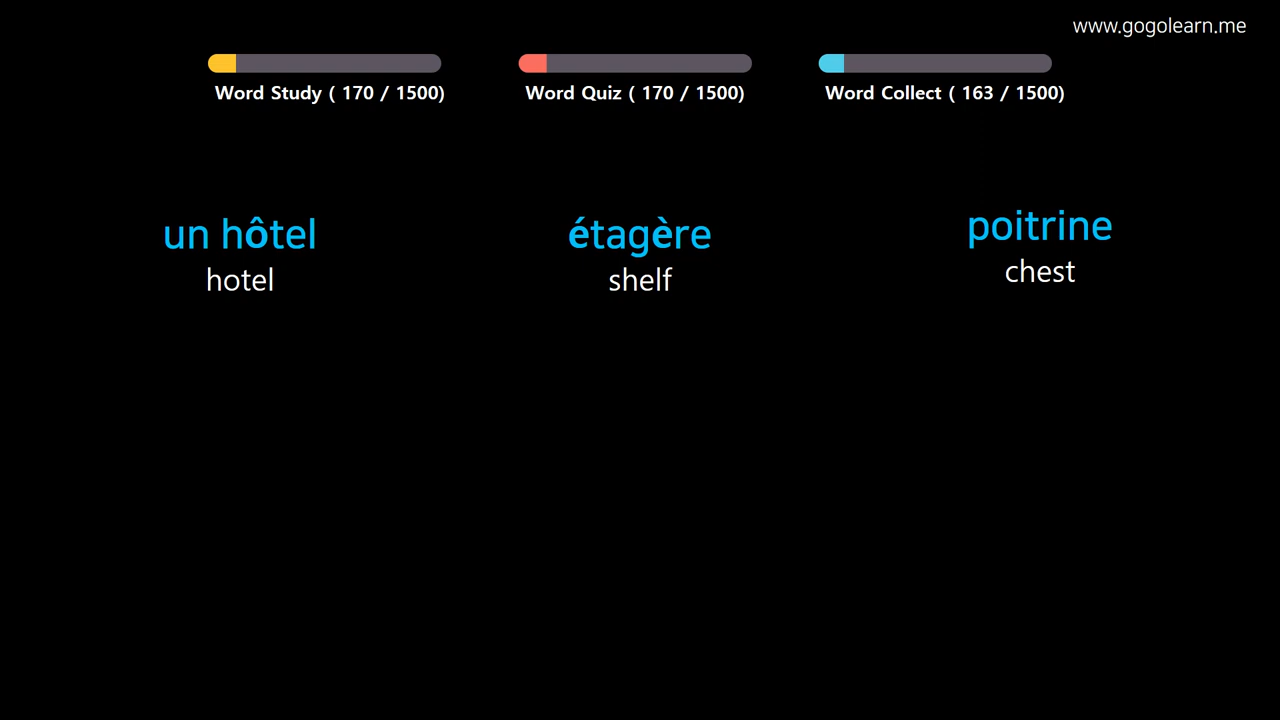 www.gogolearn.me
Word Study ( 170 / 1500)
Word Quiz ( 170 / 1500)
Word Collect ( 163 / 1500)
un hôtel
hotel
étagère
shelf
poitrine
chest